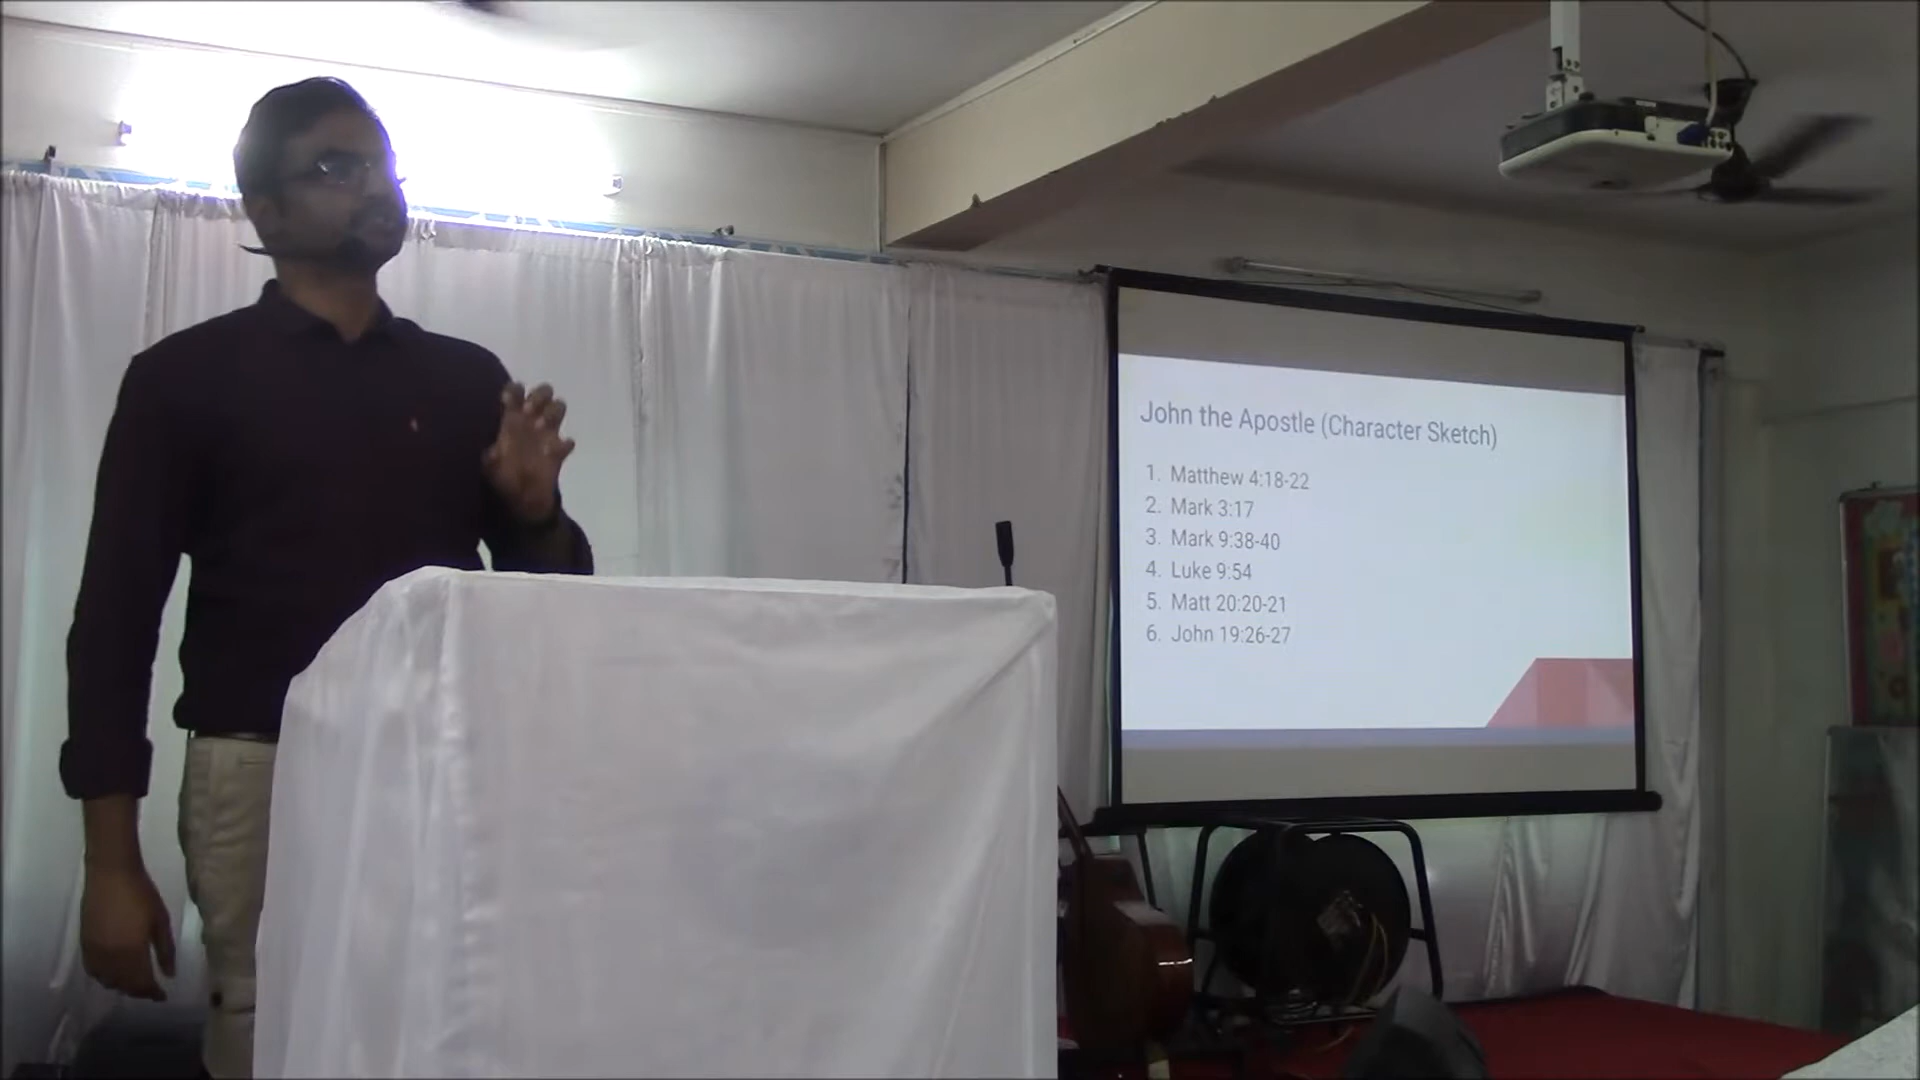 John the Apostle (Character Sketch)
1. Matthew 4:18-22
2. Mark 3:17
3. Mark 9:38-40
4. Luke 9:54
5. Matt 20:20-21
6. John 19:26-27